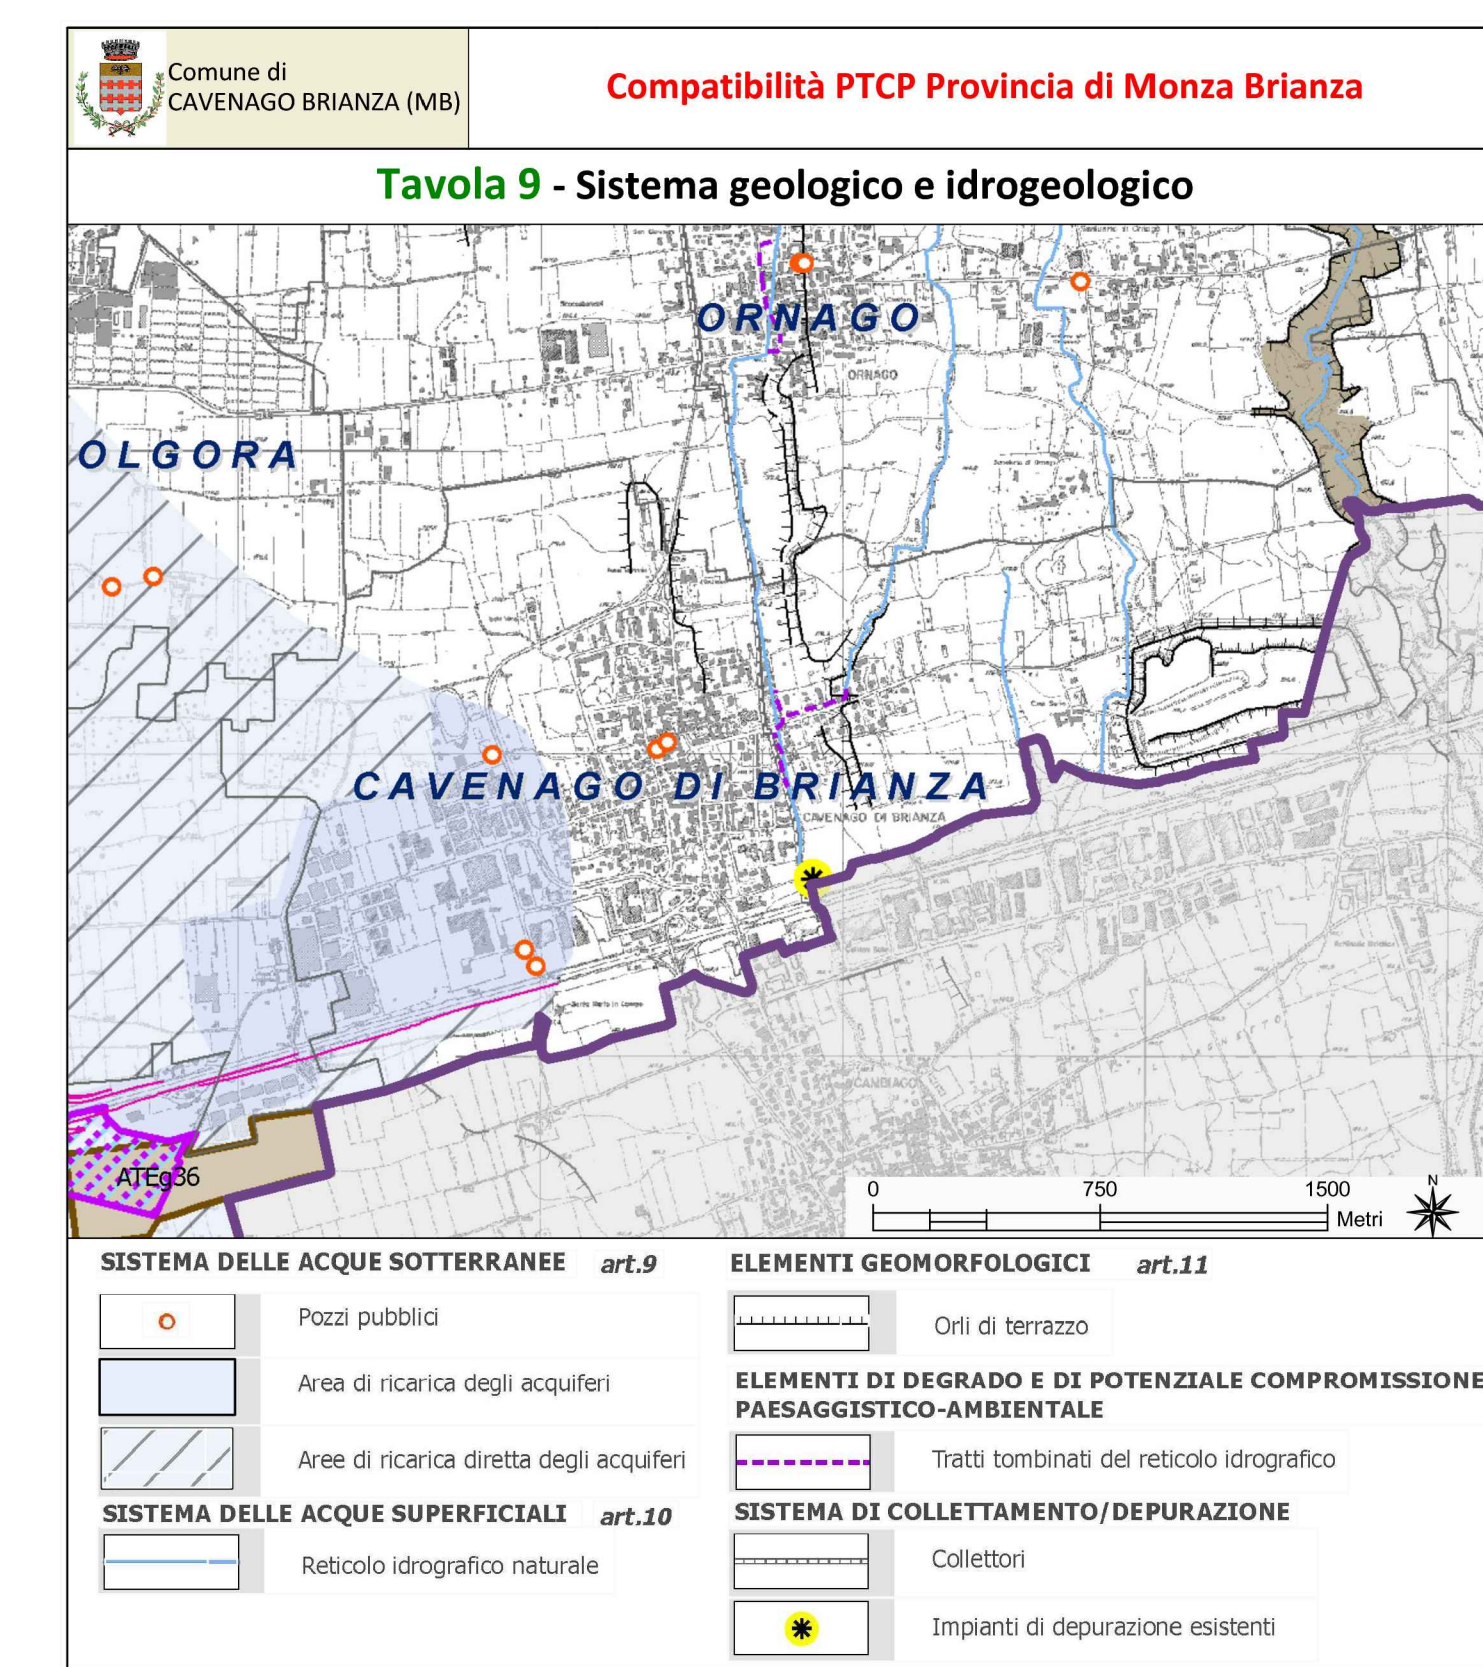 Comune di
CAVENAGO BRIANZA (MB)
Compatibilità PTCP Provincia di Monza Brianza
Tavola 9 - Sistema geologico e idrogeologico
ORNAGO
ORNAGO
OLGORA
CAVENAGO DI BRIANZA
CAVENAGO DI BRIANZA
CAMBIAGO
ATEg36
0 750 1500
Metri
N
SISTEMA DELLE ACQUE SOTTERRANEE art.9
Pozzi pubblici
Area di ricarica degli acquiferi
Aree di ricarica diretta degli acquiferi
SISTEMA DELLE ACQUE SUPERFICIALI art.10
Reticolo idrografico naturale
ELEMENTI GEOMORFOLOGICI art.11
Orli di terrazzo
ELEMENTI DI DEGRADO E DI POTENZIALE COMPROMISSIONE
PAESAGGISTICO-AMBIENTALE
Tratti tombinati del reticolo idrografico
SISTEMA DI COLLETTAMENTO/DEPURAZIONE
Collettori
Impianti di depurazione esistenti